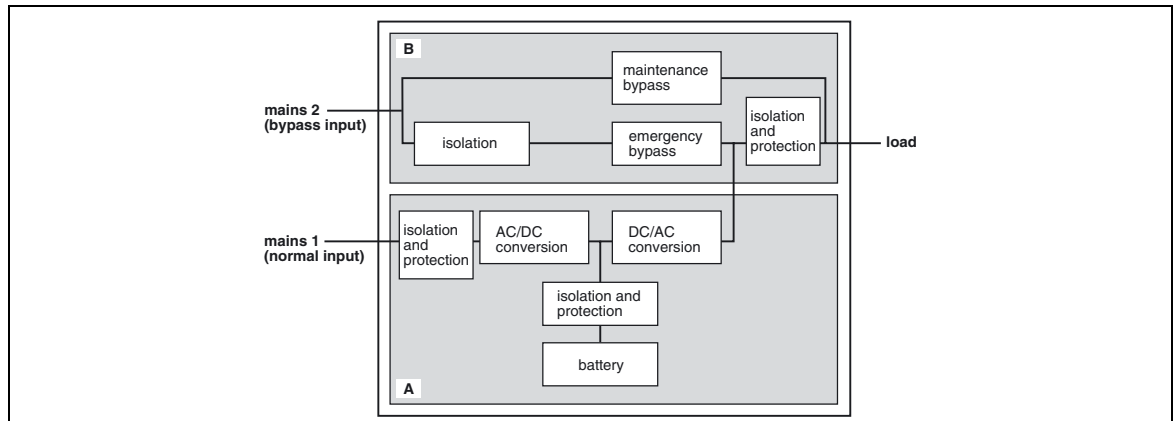 B
maintenance
bypass
mains 2
(bypass input)
isolation
emergency
bypass
isolation
and
protection
load
mains 1
(normal input)
isolation
and
protection
AC/DC
conversion
DC/AC
conversion
isolation and
protection
battery
A